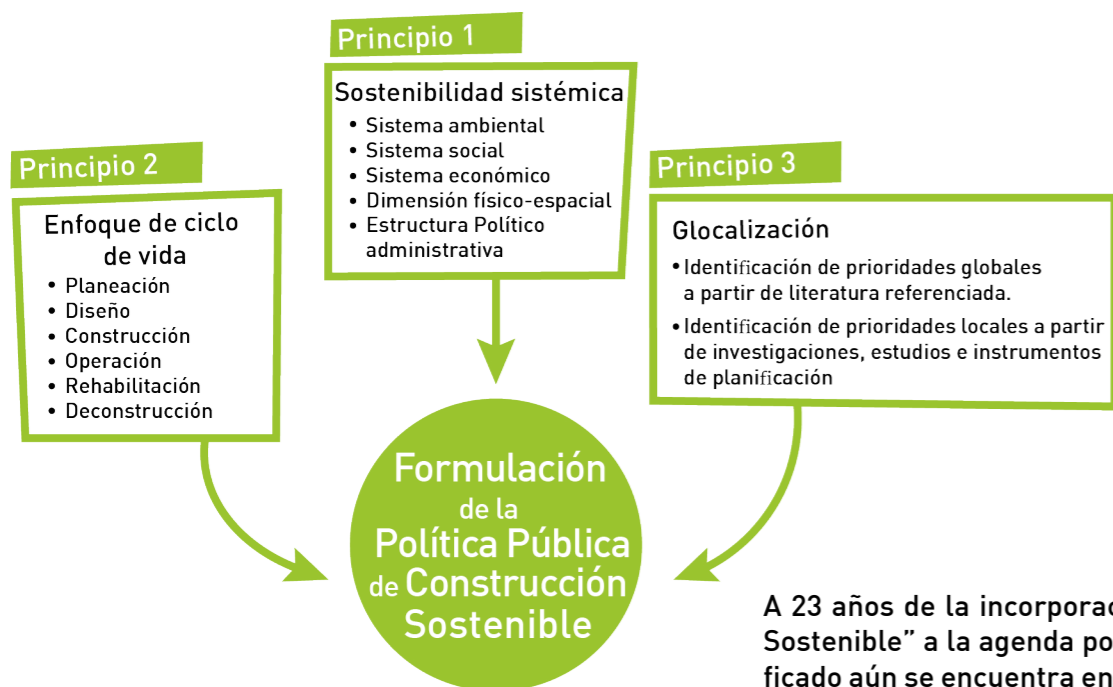 Principio 1
Sostenibilidad sistémica
• Sistema ambiental
• Sistema social
• Sistema económico
• Dimensión físico-espacial
• Estructura Político
administrativa
Principio 2
Enfoque de ciclo
de vida
• Planeación
• Diseño
• Construcción
• Operación
• Rehabilitación
• Deconstrucción
Principio 3
Glocalización
• Identificación de prioridades globales
a partir de literatura referenciada.
• Identificación de prioridades locales a partir
de investigaciones, estudios e instrumentos
de planificación
Formulación
de la
Política Pública
de Construcción
Sostenible
A 23 años de la incorporac
Sostenible” a la agenda po
ficado aún se encuentra en